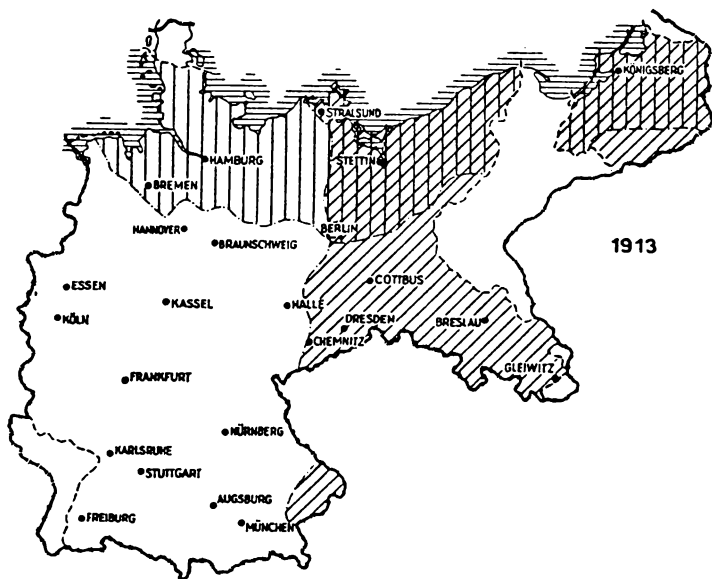 KÖNIGSBERG
STRALSUND
STETTIN
HAMBURG
BREMEN
HANNOVER
BERLIN
BRAUNSCHWEIG
1913
ESSEN
KASSEL
HALLE
COTTBUS
KÖLN
DRESDEN
BRESLAU
CHEMNITZ
GLEIWITZ
FRANKFURT
NÜRNBERG
KARLSRUHE
STUTTGART
AUGSBURG
FREIBURG
MÜNCHEN